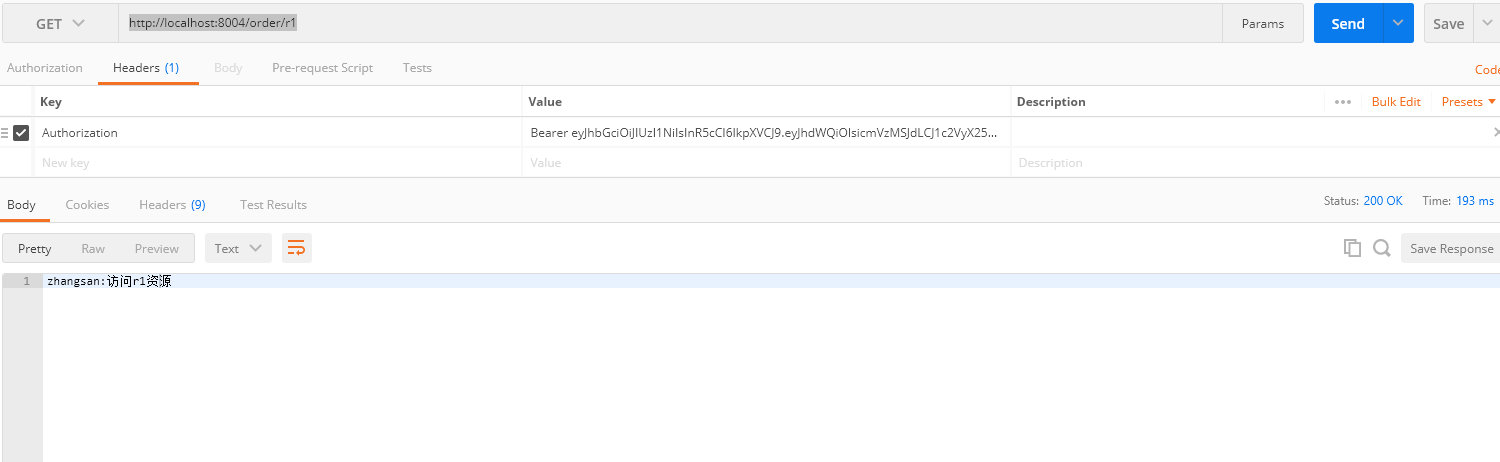 GET http://localhost:8004/order/r1 Params Send Save
Authorization Headers (1) Body Pre-request Script Tests Code
Key Value Description ••• Bulk Edit Presets
Authorization Bearer eyJhbGciOiJIUzI1NiIsInR5cCI6IkpXVCJ9.eyJhdWQiOlsicmVzMSJdLCJ1c2VyX25...
New key Value Description
Body Cookies Headers (9) Test Results Status: 200 OK Time: 193 ms
Pretty Raw Preview Text Save Response
1 zhangsan:访问r1资源